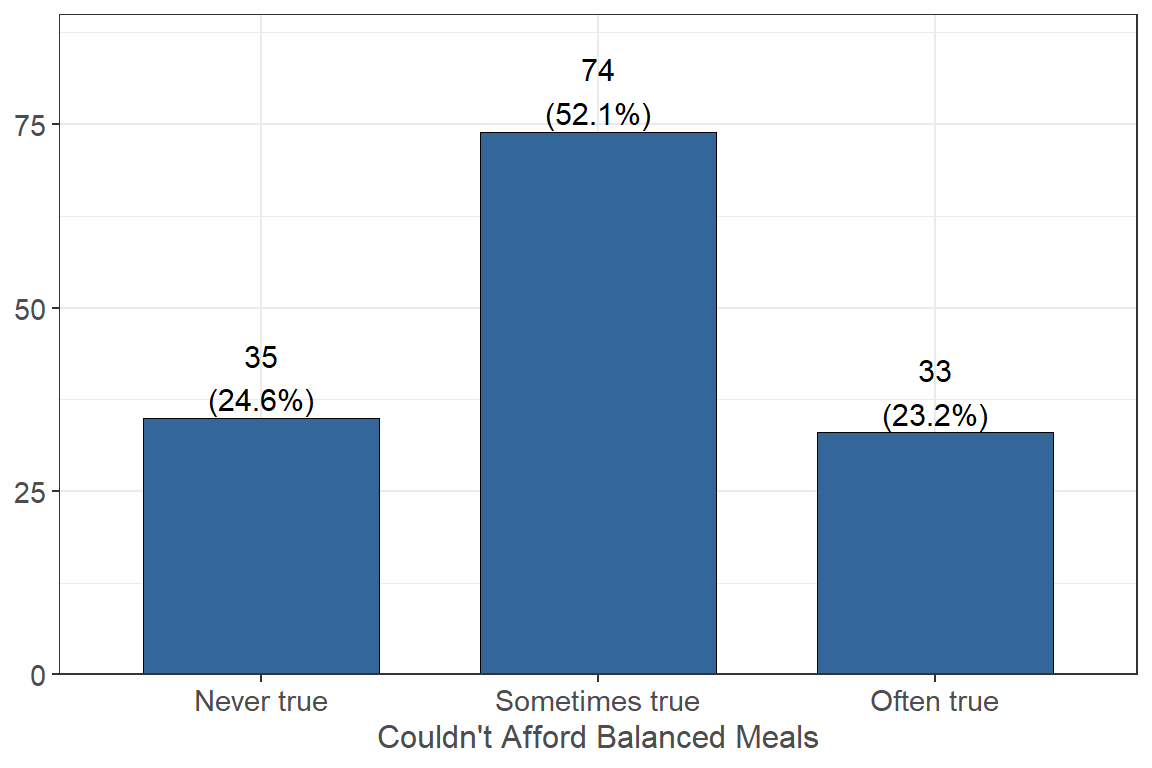 74
(52.1%)
75
50
35
(24.6%)
33
(23.2%)
25
0
Never true
Sometimes true
Often true
Couldn't Afford Balanced Meals